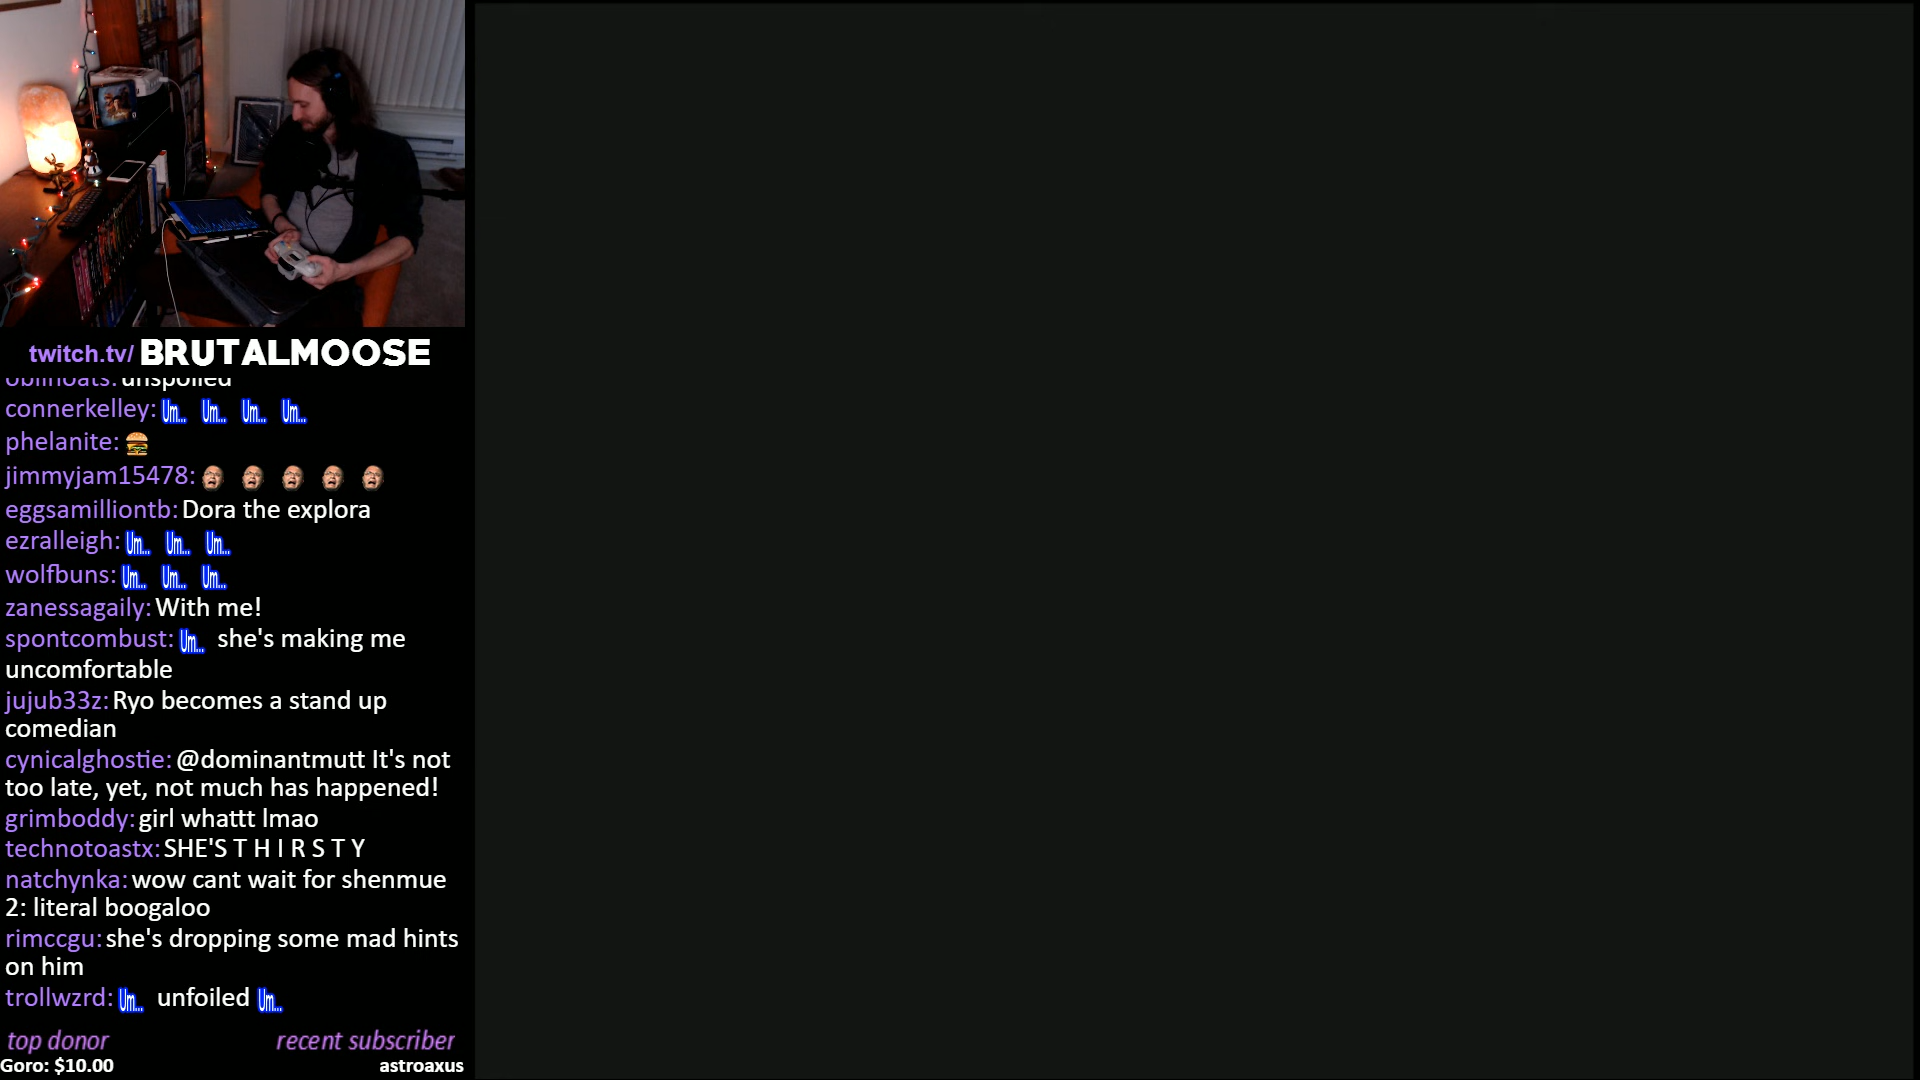 twitch.tv/ BRUTALMOOSE
unspoiled
connerkelley: Um... Um... Um... Um...
phelanite:
jimmyjam15478:
eggsamilliontb: Dora the explora
ezralleigh: Um... Um... Um...
wolfbuns: Um... Um... Um...
zanessagaily: With me!
spontcombust: Um... she's making me
uncomfortable
jujub33z: Ryo becomes a stand up
comedian
cynicalghostie: @dominantmutt It's not
too late, yet, not much has happened!
grimboddy: girl whattt lmao
technotoastx: SHE'S T H I R S T Y
natchynka: wow cant wait for shenmue
2: literal boogaloo
rimccgu: she's dropping some mad hints
on him
trollwzrd: Um... unfoiled Um...
top donor recent subscriber
Goro: $10.00 astroaxus